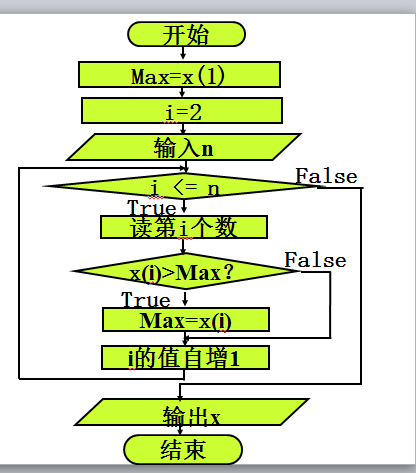 开始
Max=x(1)
i=2
输入n
i <= n
False
True
读第i个数
x(i)>Max？
False
True
Max=x(i)
i的值自增1
输出x
结束